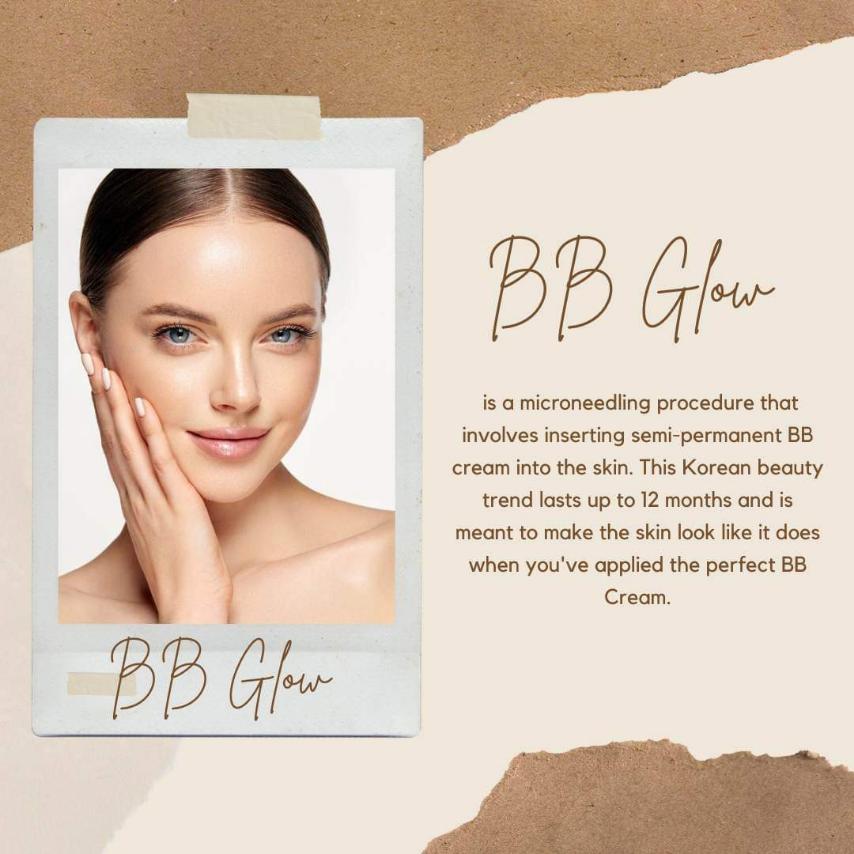 BB Glow
is a microneedling procedure that
involves inserting semi-permanent BB
cream into the skin. This Korean beauty
trend lasts up to 12 months and is
meant to make the skin look like it does
when you've applied the perfect BB
Cream.
BB Glow